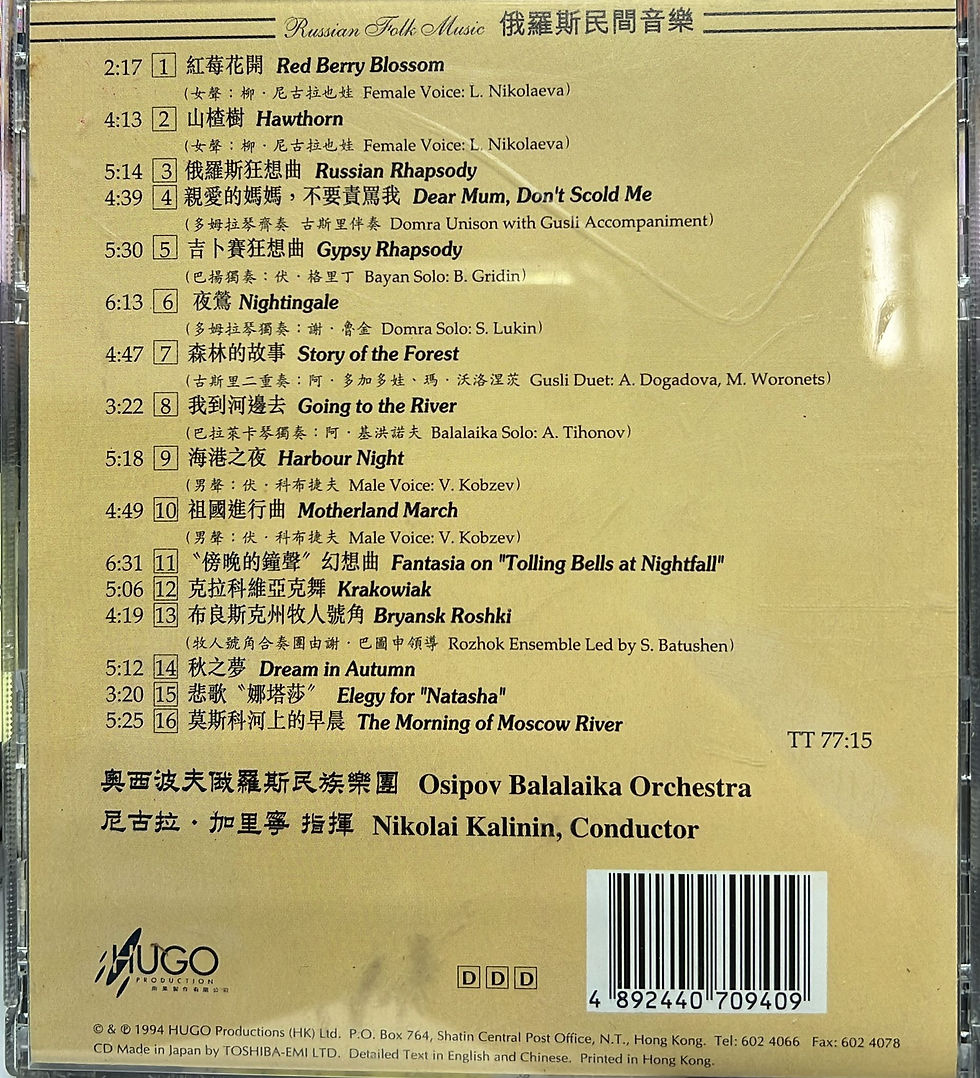 Russian Folk Music 俄羅斯民間音樂
2:17 1 紅莓花開 Red Berry Blossom
(女聲：柳．尼古拉也娃 Female Voice: L. Nikolaeva)
4:13 2 山楂樹 Hawthorn
(女聲：柳．尼古拉也娃 Female Voice: L. Nikolaeva)
5:14 3 俄羅斯狂想曲 Russian Rhapsody
4:39 4 親愛的媽媽，不要責罵我 Dear Mum, Don't Scold Me
(多姆拉琴齊奏 古斯里伴奏 Domra Unison with Gusli Accompaniment)
5:30 5 吉卜賽狂想曲 Gypsy Rhapsody
(巴揚獨奏：伏．格里丁 Bayan Solo: B. Gridin)
6:13 6 夜鶯 Nightingale
(多姆拉琴獨奏：謝．魯金 Domra Solo: S. Lukin)
4:47 7 森林的故事 Story of the Forest
(古斯里二重奏：阿．多加多娃、瑪．沃洛涅茨 Gusli Duet: A. Dogadova, M. Woronets)
3:22 8 我到河邊去 Going to the River
(巴拉萊卡琴獨奏：阿．基洪諾夫 Balalaika Solo: A. Tihonov)
5:18 9 海港之夜 Harbour Night
(男聲：伏．科布捷夫 Male Voice: V. Kobzev)
4:49 10 祖國進行曲 Motherland March
(男聲：伏．科布捷夫 Male Voice: V. Kobzev)
6:31 11 〝傍晚的鐘聲〞幻想曲 Fantasia on "Tolling Bells at Nightfall"
5:06 12 克拉科維亞克舞 Krakowiak
4:19 13 布良斯克州牧人號角 Bryansk Roshki
(牧人號角合奏團由謝．巴圖申領導 Rozhok Ensemble Led by S. Batushen)
5:12 14 秋之夢 Dream in Autumn
3:20 15 悲歌〝娜塔莎〞 Elegy for "Natasha"
5:25 16 莫斯科河上的早晨 The Morning of Moscow River
TT 77:15
奧西波夫俄羅斯民族樂團 Osipov Balalaika Orchestra
尼古拉．加里寧 指揮 Nikolai Kalinin, Conductor
HUGO
PRODUCTION
雨果製作有限公司
D D D
4 892440 709409
© & ℗ 1994 HUGO Productions (HK) Ltd. P.O. Box 764, Shatin Central Post Office, N.T., Hong Kong. Tel: 602 4066 Fax: 602 4078
CD Made in Japan by TOSHIBA-EMI LTD. Detailed Text in English and Chinese. Printed in Hong Kong.